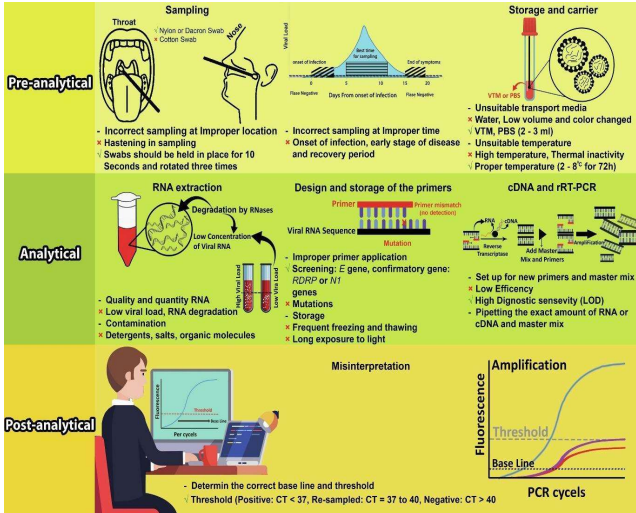 Pre-analytical
Sampling
Throat
√ Nylon or Dacron Swab
× Cotton Swab
Nose
- Incorrect sampling at Improper location
× Hastening in sampling
√ Swabs should be held in place for 10
Seconds and rotated three times
Viral Load
onset of infection
Best time
for sampling
End of symptoms
0 5 10 15 20
Flase Negative
Days From onset of Infection
Flase Negative
- Incorrect sampling at Improper time
× Onset of infection, early stage of disease
and recovery period
Storage and carrier
VTM or PBS
- Unsuitable transport media
× Water, Low volume and color changed
√ VTM, PBS (2 - 3 ml)
- Unsuitable temperature
× High temperature, Thermal inactivity
√ Proper temperature (2 - 8℃ for 72h)
Analytical
RNA extraction
Degradation by RNases
Low Concentration
of Viral RNA
High Viral Load
Low Vira Load
- Quality and quantity RNA
× Low viral load, RNA degradation
- Contamination
× Detergents, salts, organic molecules
Design and storage of the primers
Primer
Primer mismatch
(no detection)
Viral RNA Sequence
Mutation
- Improper primer application
√ Screening: E gene, confirmatory gene:
RDRP or N1
genes
× Mutations
- Storage
× Frequent freezing and thawing
× Long exposure to light
cDNA and rRT-PCR
RNA
cDNA
Reverse
Transcriptase
Add Master
Mix and Primers
Amplification
- Set up for new primers and master mix
× Low Efficency
√ High Dignostic sensevity (LOD)
- Pipetting the exact amount of RNA or
cDNA and master mix
Post-analytical
Misinterpretation
Fluorescence
Threshold
Base Line
Per cycels
- Determin the correct base line and threshold
√ Threshold (Positive: CT < 37, Re-sampled: CT = 37 to 40, Negative: CT > 40
Amplification
Fluorescence
Threshold
Base Line
PCR cycels